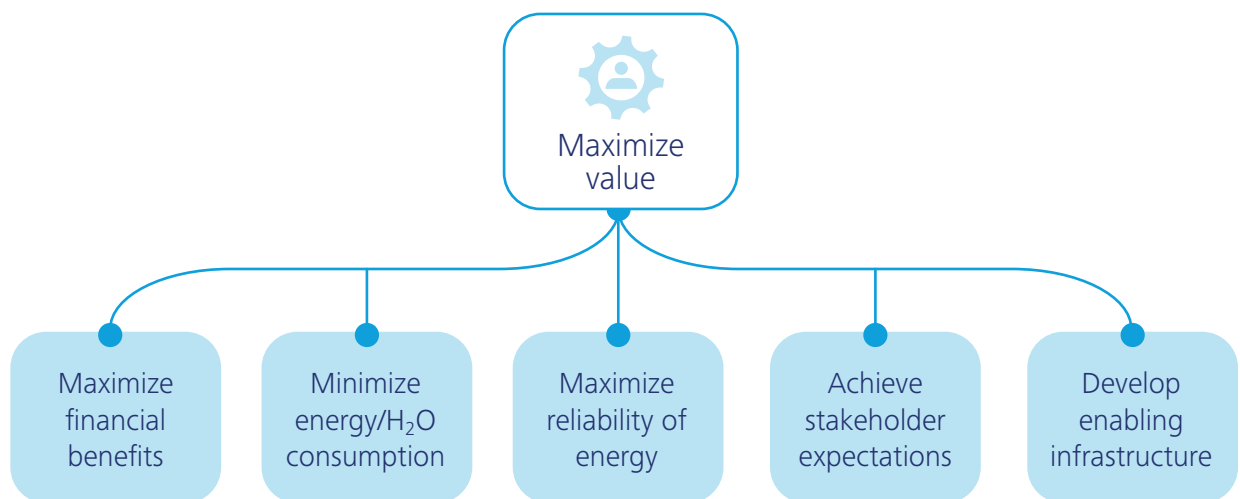 Maximize
value
Maximize
financial
benefits
Minimize
energy/H₂O
consumption
Maximize
reliability of
energy
Achieve
stakeholder
expectations
Develop
enabling
infrastructure